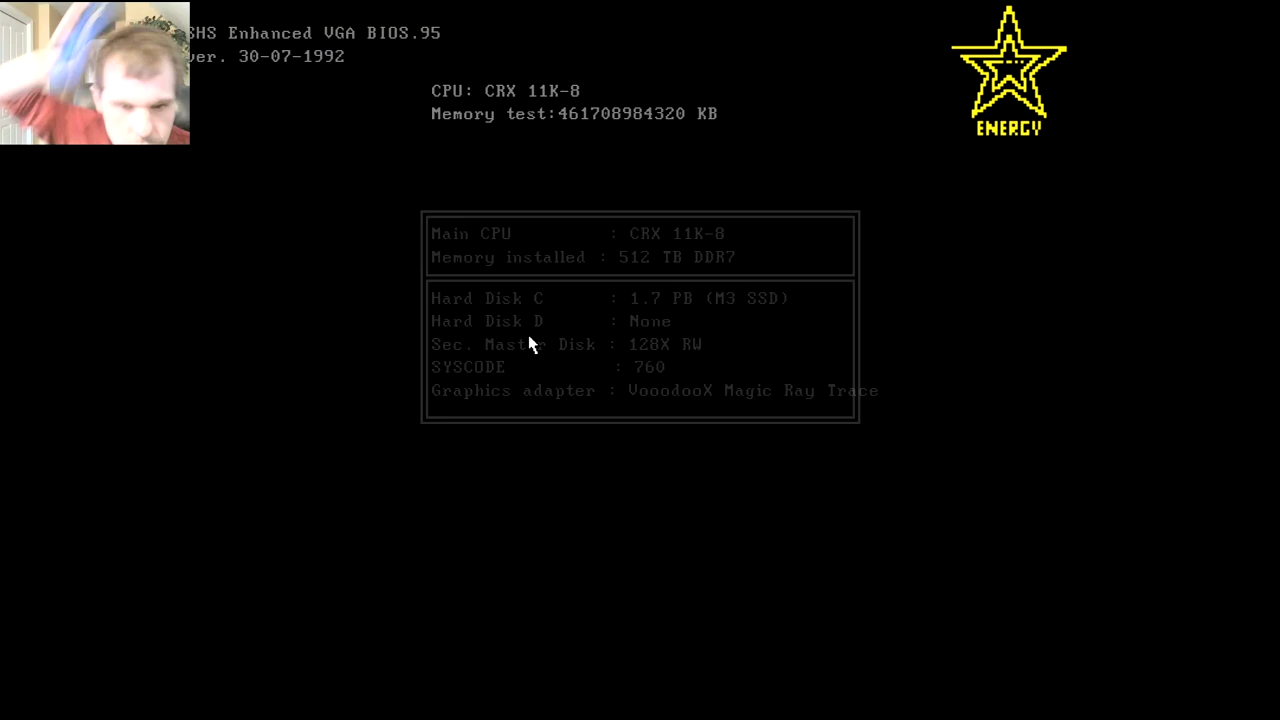 SHS Enhanced VGA BIOS.95
ver. 30-07-1992
ENERGY
CPU: CRX 11K-8
Memory test:461708984320 KB
Main CPU : CRX 11K-8
Memory installed : 512 TB DDR7
Hard Disk C : 1.7 PB (M3 SSD)
Hard Disk D : None
Sec. Master Disk : 128X RW
SYSCODE : 760
Graphics adapter : VooodooX Magic Ray Trace